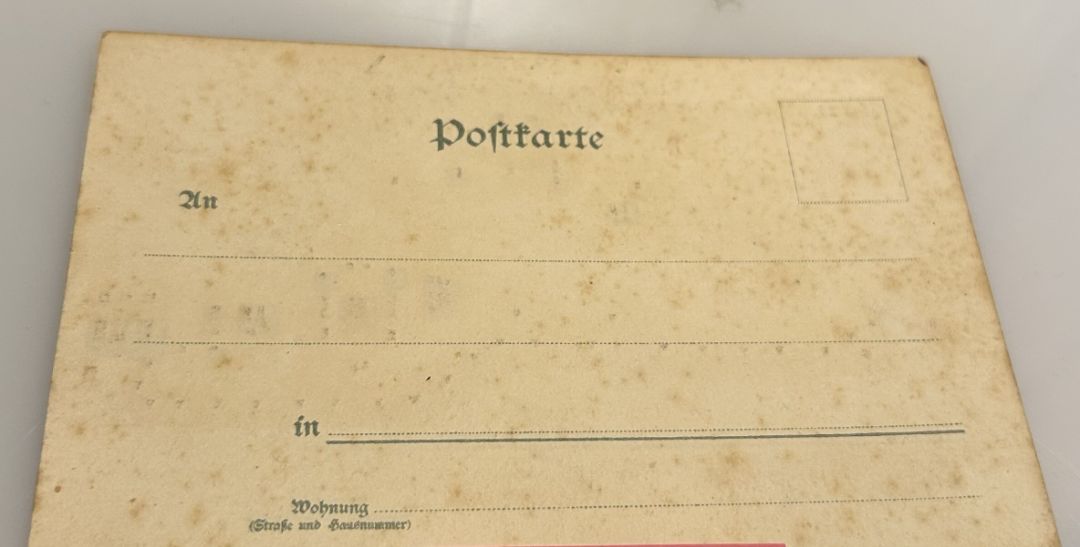 Postkarte
An
in
Wohnung
(Straße und Hausnummer)